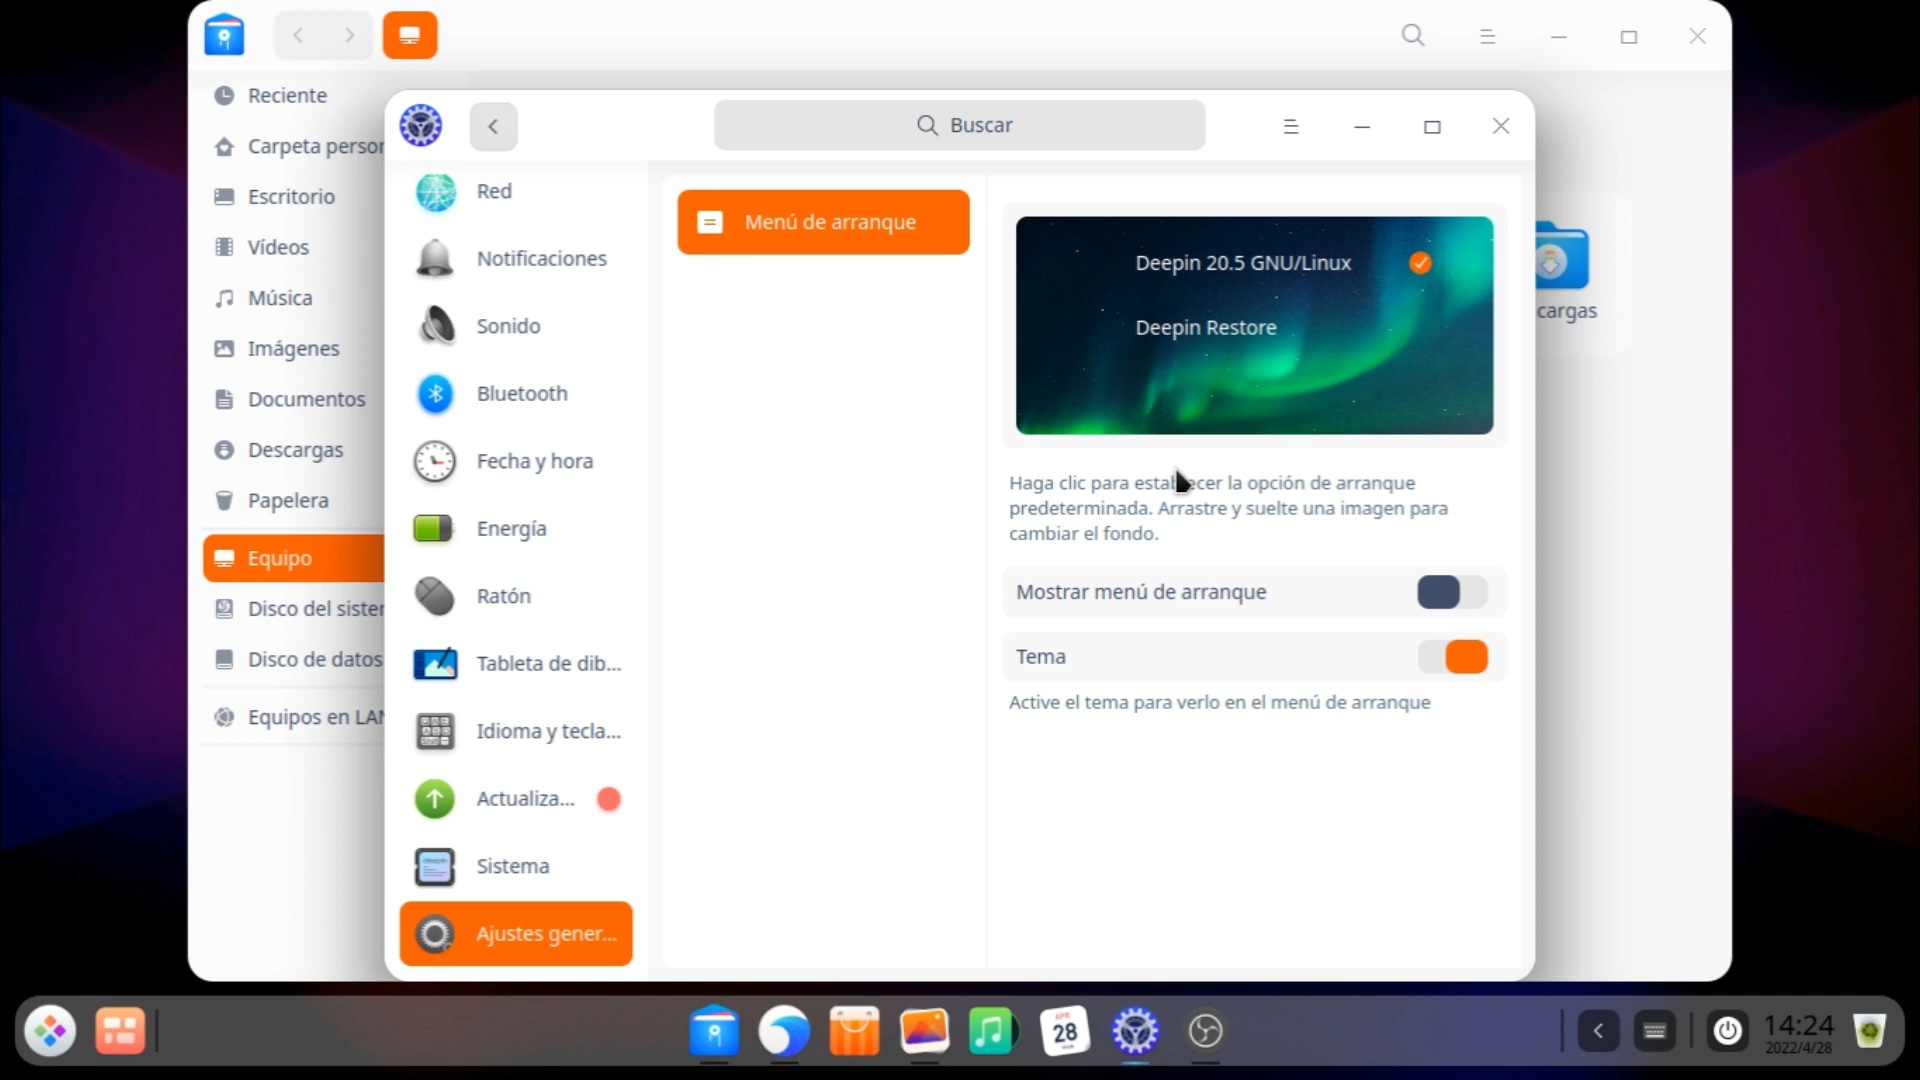 Reciente
Carpeta person
Escritorio
Vídeos
Música
Imágenes
Documentos
Descargas
Papelera
Equipo
Disco del sister
Disco de datos
Equipos en LAN
Buscar
Red
Notificaciones
Sonido
Bluetooth
Fecha y hora
Energía
Ratón
Tableta de dib...
Idioma y tecla...
Actualiza...
Sistema
Ajustes gener...
Menú de arranque
Deepin 20.5 GNU/Linux
Deepin Restore
Haga clic para establecer la opción de arranque
predeterminada. Arrastre y suelte una imagen para
cambiar el fondo.
Mostrar menú de arranque
Tema
Active el tema para verlo en el menú de arranque
cargas
APR
28
14:24
2022/4/28